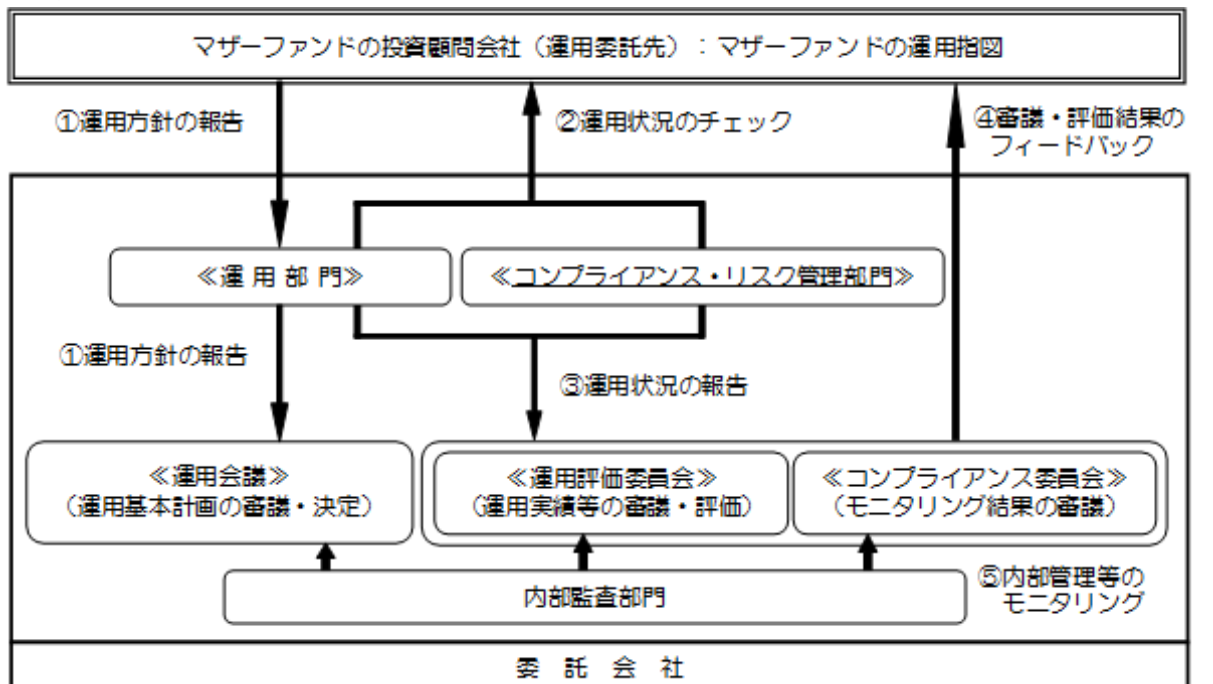 マザーファンドの投資顧問会社（運用委託先）：マザーファンドの運用指図
①運用方針の報告
②運用状況のチェック
④審議・評価結果の
フィードバック
≪運 用 部 門≫
≪コンプライアンス・リスク管理部門≫
①運用方針の報告
③運用状況の報告
≪運用会議≫
（運用基本計画の審議・決定）
≪運用評価委員会≫
（運用実績等の審議・評価）
≪コンプライアンス委員会≫
（モニタリング結果の審議）
内部監査部門
⑤内部管理等の
モニタリング
委 託 会 社